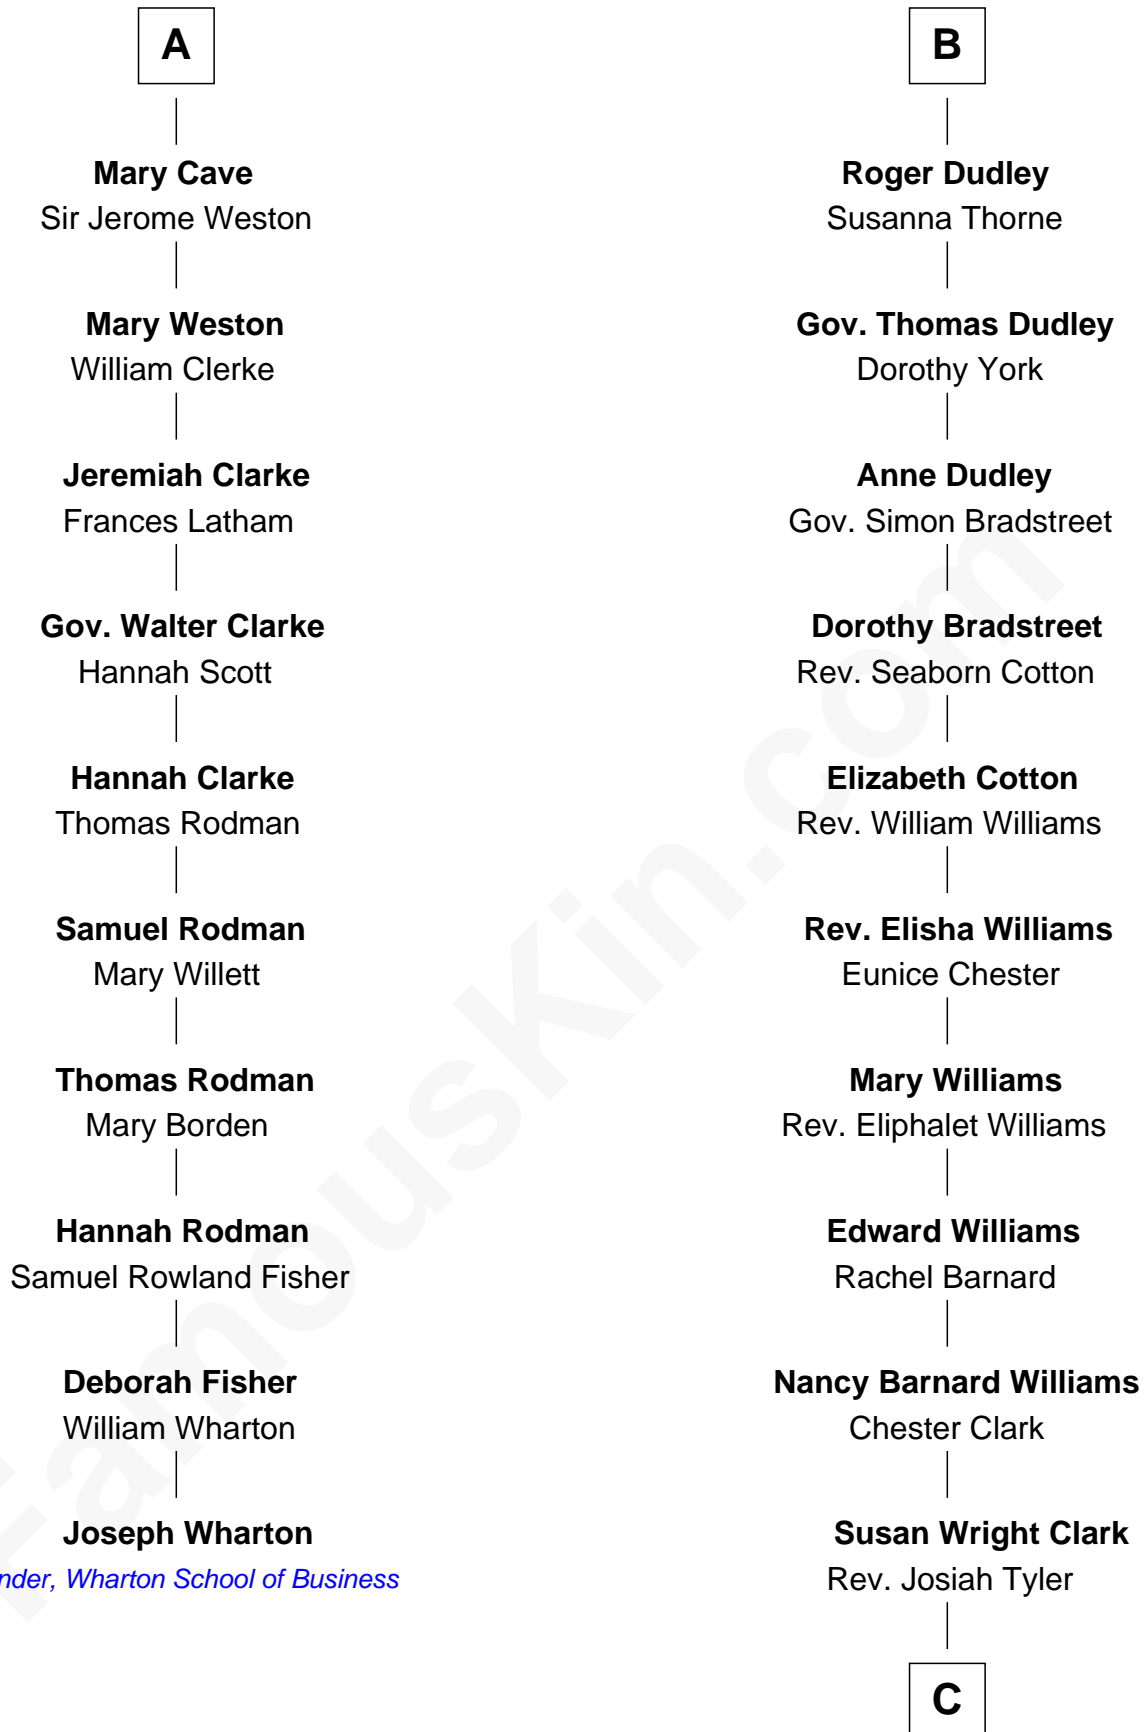 A
Mary Cave
Sir Jerome Weston
Mary Weston
William Clerke
Jeremiah Clarke
Frances Latham
Gov. Walter Clarke
Hannah Scott
Hannah Clarke
Thomas Rodman
Samuel Rodman
Mary Willett
Thomas Rodman
Mary Borden
Hannah Rodman
Samuel Rowland Fisher
Deborah Fisher
William Wharton
Joseph Wharton
nder, Wharton School of Business
B
Roger Dudley
Susanna Thorne
Gov. Thomas Dudley
Dorothy York
Anne Dudley
Gov. Simon Bradstreet
Dorothy Bradstreet
Rev. Seaborn Cotton
Elizabeth Cotton
Rev. William Williams
Rev. Elisha Williams
Eunice Chester
Mary Williams
Rev. Eliphalet Williams
Edward Williams
Rachel Barnard
Nancy Barnard Williams
Chester Clark
Susan Wright Clark
Rev. Josiah Tyler
C
FamousKin.com